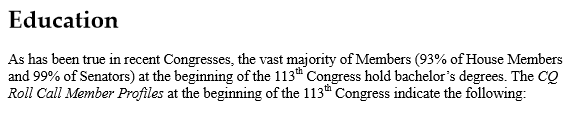 Education
As has been true in recent Congresses, the vast majority of Members (93% of House Members
and 99% of Senators) at the beginning of the 113th Congress hold bachelor's degrees. The CQ
Roll Call Member Profiles at the beginning of the 113th Congress indicate the following: